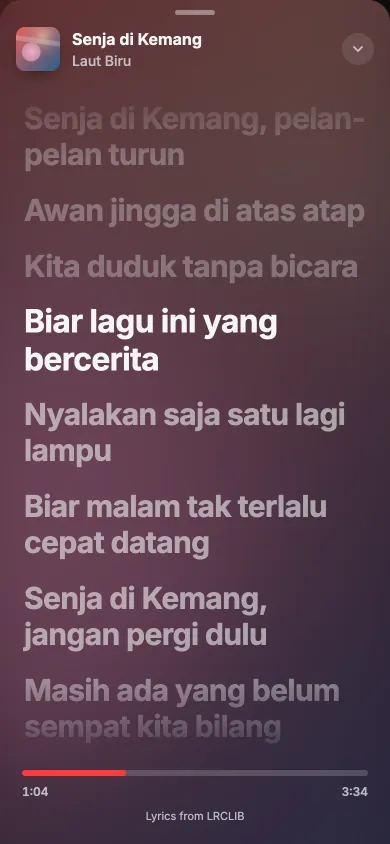 Senja di Kemang
Laut Biru
Senja di Kemang, pelan-
pelan turun
Awan jingga di atas atap
Kita duduk tanpa bicara
Biar lagu ini yang
bercerita
Nyalakan saja satu lagi
lampu
Biar malam tak terlalu
cepat datang
Senja di Kemang,
jangan pergi dulu
Masih ada yang belum
sempat kita bilang
1:04
3:34
Lyrics from LRCLIB